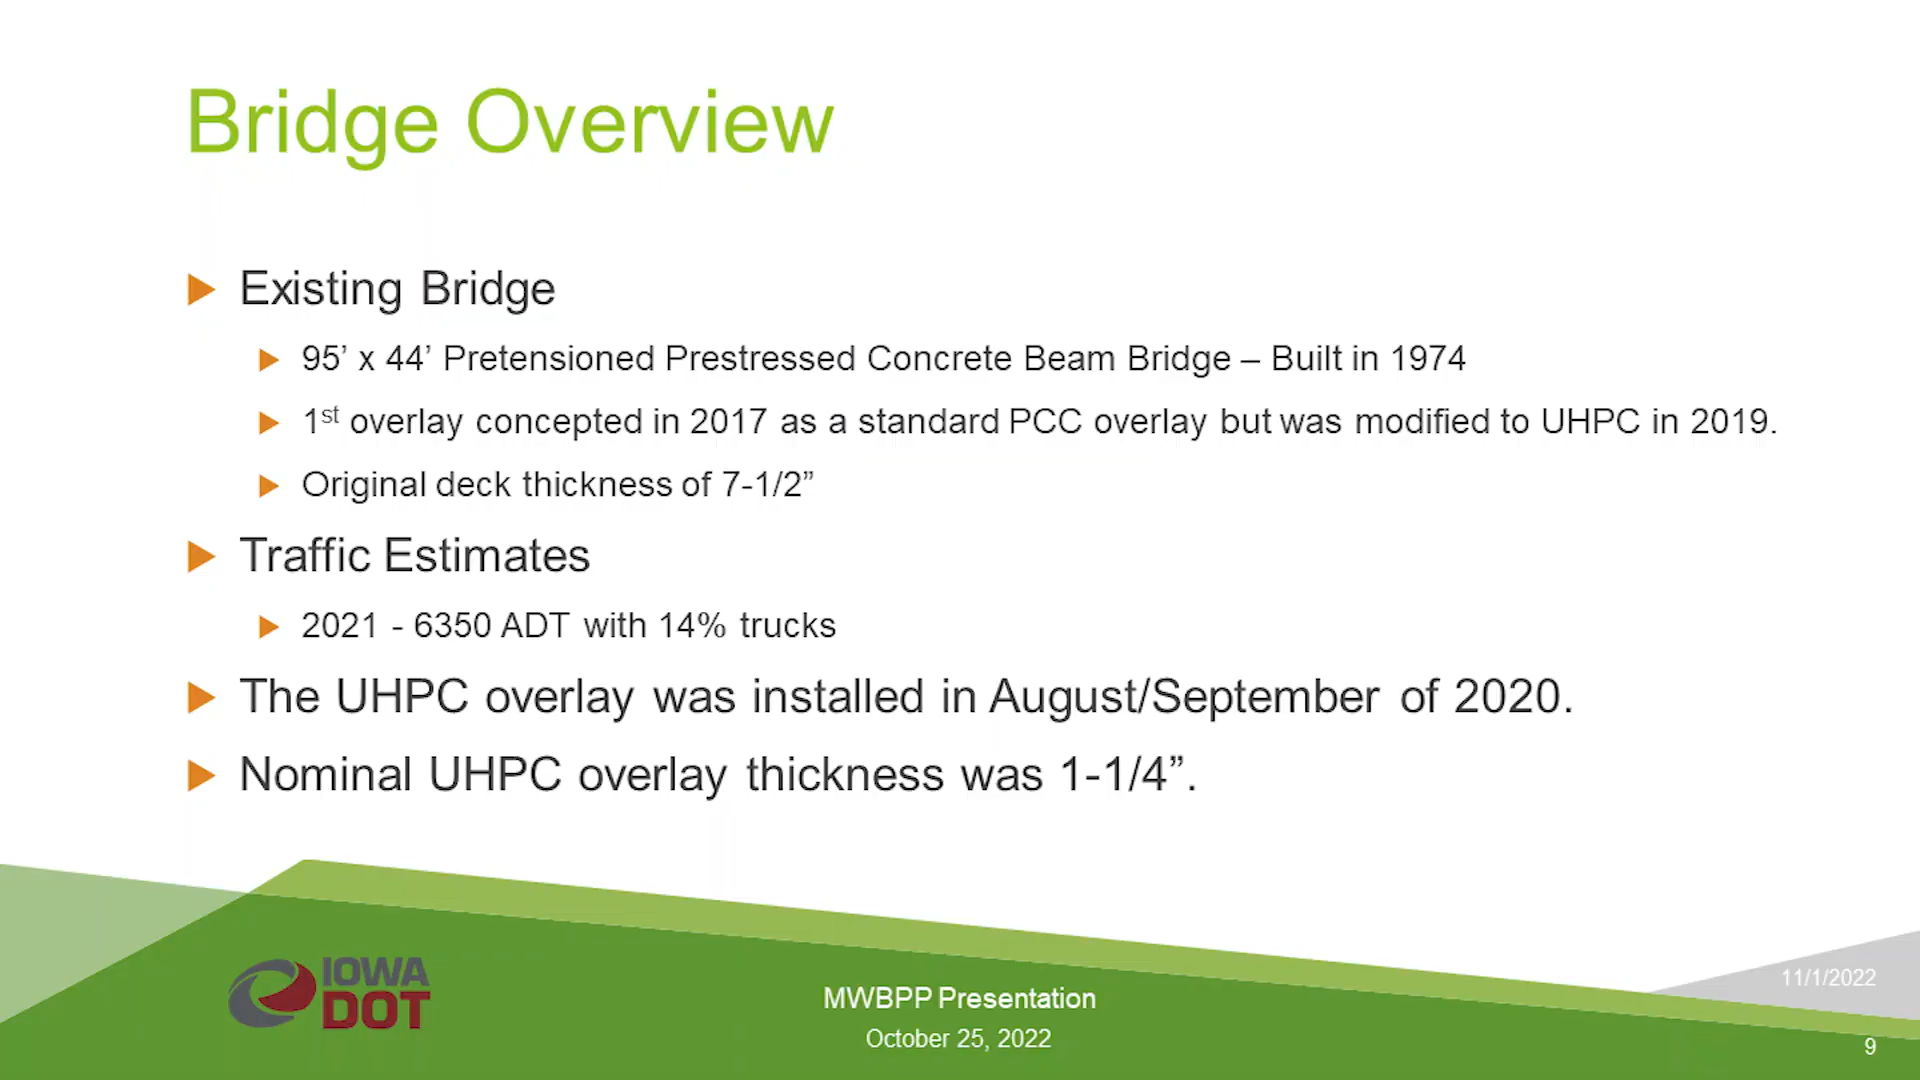 Bridge Overview
Existing Bridge
95’ x 44’ Pretensioned Prestressed Concrete Beam Bridge – Built in 1974
1st overlay concepted in 2017 as a standard PCC overlay but was modified to UHPC in 2019.
Original deck thickness of 7-1/2”
Traffic Estimates
2021 - 6350 ADT with 14% trucks
The UHPC overlay was installed in August/September of 2020.
Nominal UHPC overlay thickness was 1-1/4”.
IOWA
DOT
MWBPP Presentation
October 25, 2022
11/1/2022
9